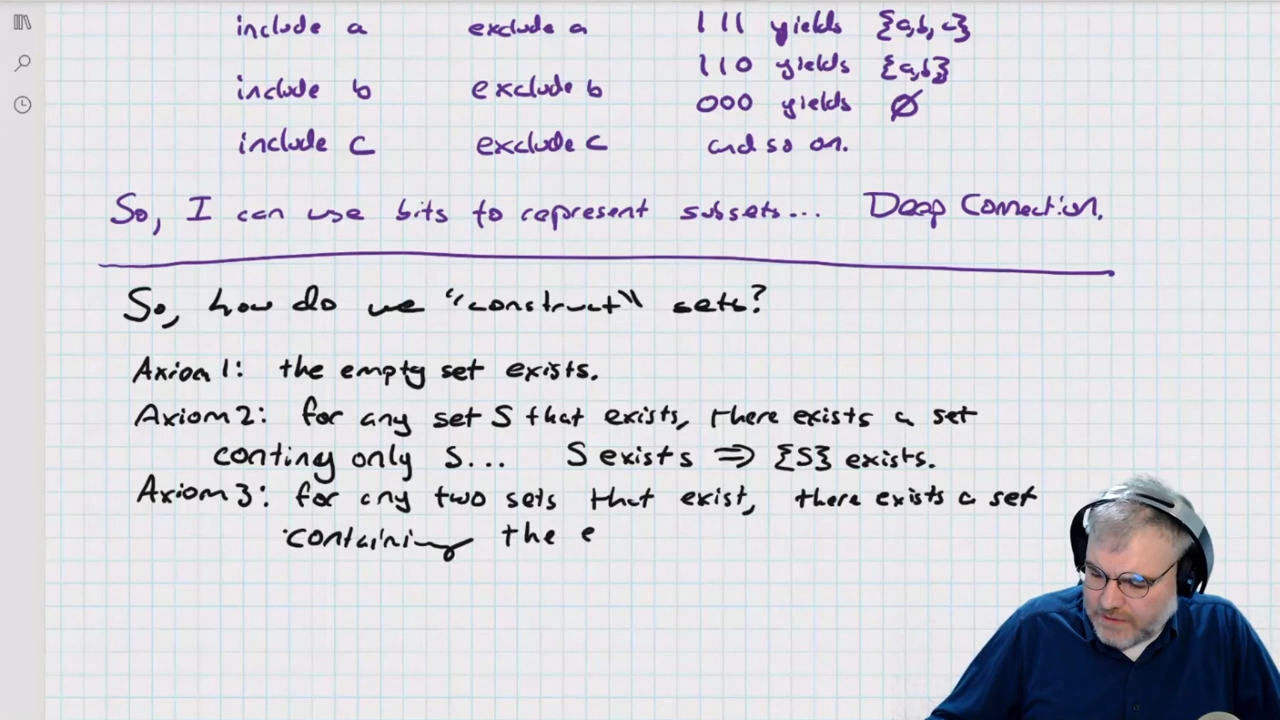 include a exclude a 111 yields {a,b,c}
110 yields {a,b}
include b exclude b
000 yields ∅
include c exclude c and so on.
So, I can use bits to represent subsets... Deep Connection.
So, how do we "construct" sets?
Axiom 1: the empty set exists.
Axiom 2: for any set S that exists, there exists a set
contining only S... S exists ⇒ {S} exists.
Axiom 3: for any two sets that exist, there exists a set
containing the e